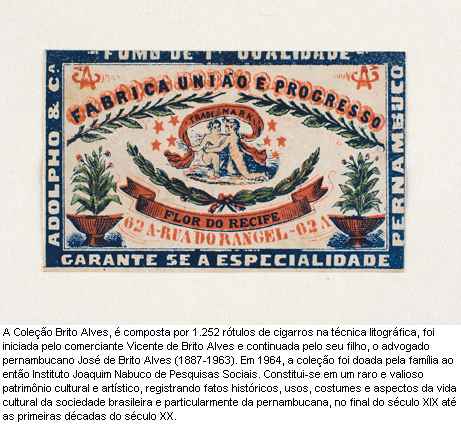 "FUMO DE 1ª QUALIDADE"
FABRICA UNIÃO E PROGRESSO
ADOLPHO & Cª
PERNAMBUCO
TRADE MARK
FLOR DO RECIFE
62 A-RUA DO RANGEL-62 A
GARANTE SE A ESPECIALIDADE
A Coleção Brito Alves, é composta por 1.252 rótulos de cigarros na técnica litográfica, foi
iniciada pelo comerciante Vicente de Brito Alves e continuada pelo seu filho, o advogado
pernambucano José de Brito Alves (1887-1963). Em 1964, a coleção foi doada pela família ao
então Instituto Joaquim Nabuco de Pesquisas Sociais. Constitui-se em um raro e valioso
patrimônio cultural e artístico, registrando fatos históricos, usos, costumes e aspectos da vida
cultural da sociedade brasileira e particularmente da pernambucana, no final do século XIX até
as primeiras décadas do século XX.